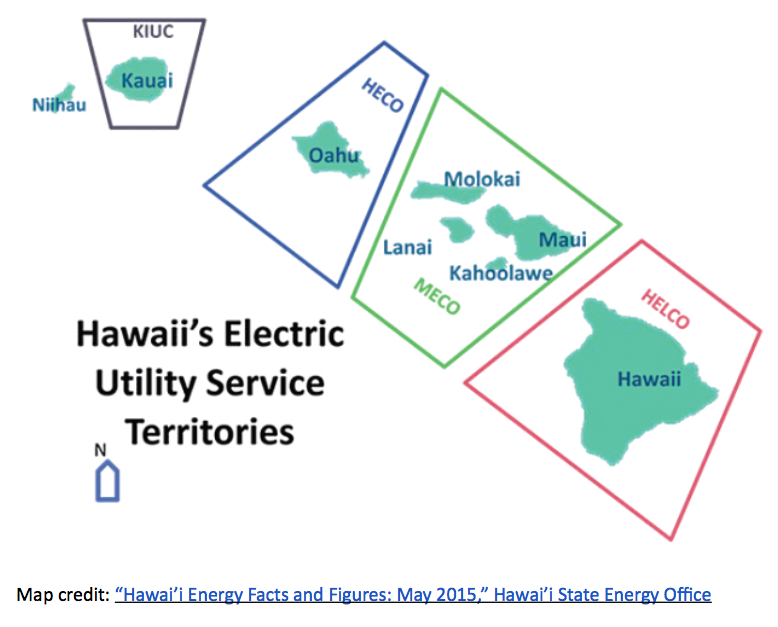 KIUC
Kauai
Niihau
HECO
Oahu
Molokai
Lanai
Maui
Kahoolawe
MECO
HELCO
Hawaii
Hawaii’s Electric
Utility Service
Territories
N
Map credit: “Hawai’i Energy Facts and Figures: May 2015,” Hawai’i State Energy Office